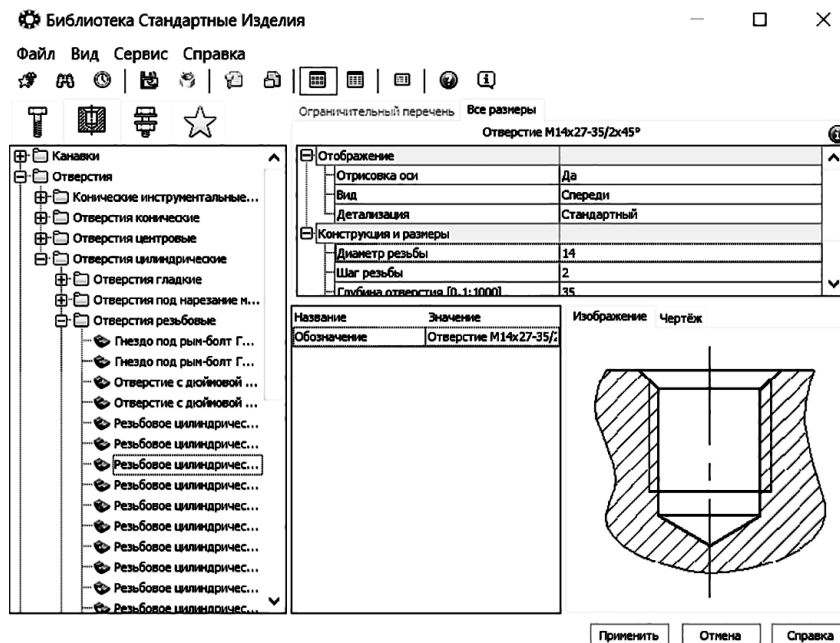 Библиотека Стандартные Изделия
Файл Вид Сервис Справка
Ограничительный перечень Все размеры
Отверстие М14х27-35/2х45°
Канавки
Отверстия
Конические инструментальные...
Отверстия конические
Отверстия центровые
Отверстия цилиндрические
Отверстия гладкие
Отверстия под нарезание м...
Отверстия резьбовые
Гнездо под рым-болт Г...
Гнездо под рым-болт Г...
Отверстие с дюймовой ...
Отверстие с дюймовой ...
Резьбовое цилиндричес...
Резьбовое цилиндричес...
Резьбовое цилиндричес...
Резьбовое цилиндричес...
Резьбовое цилиндричес...
Резьбовое цилиндричес...
Резьбовое цилиндричес...
Резьбовое цилиндричес...
Резьбовое цилиндричес...
Резьбовое цилиндричес...
Отображение
Отрисовка оси Да
Вид Спереди
Детализация Стандартный
Конструкция и размеры
Диаметр резьбы 14
Шаг резьбы 2
Глубина отверстия [0.1:1000] 35
Название Значение
Обозначение Отверстие М14х27-35/2
Изображение Чертёж
Применить Отмена Справка